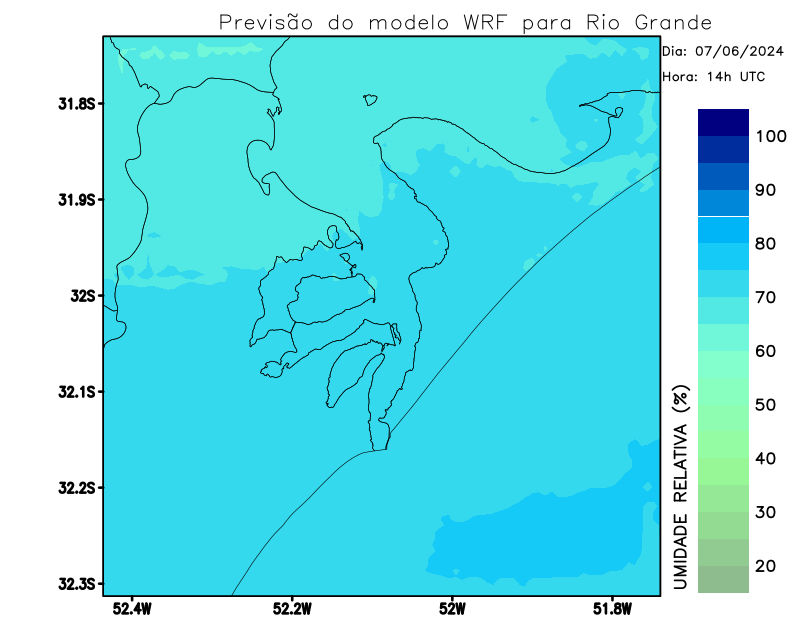 Previsão do modelo WRF para Rio Grande
Dia: 07/06/2024
Hora: 14h UTC
31.8S
31.9S
32S
32.1S
32.2S
32.3S
52.4W 52.2W 52W 51.8W
100
90
80
70
60
50
40
30
20
UMIDADE RELATIVA (%)